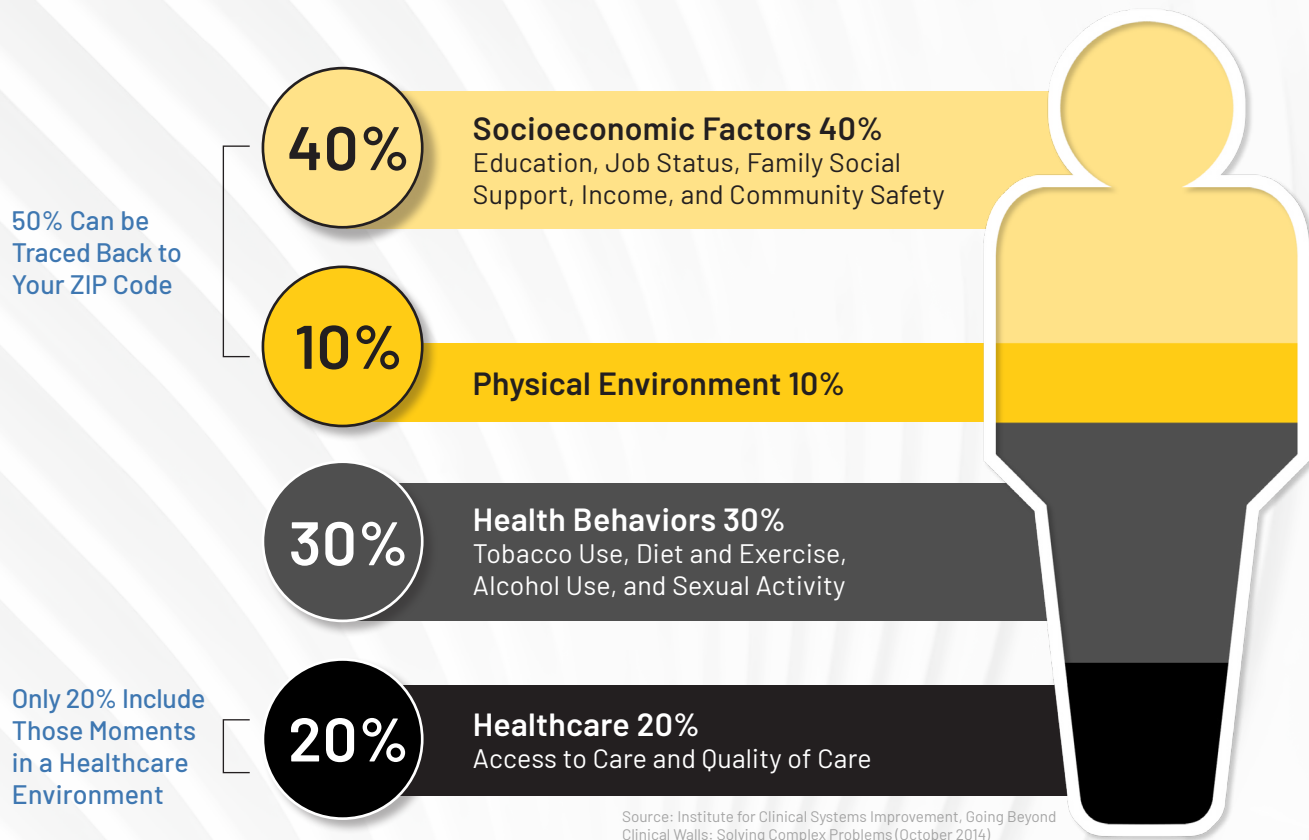 40%
Socioeconomic Factors 40%
Education, Job Status, Family Social
Support, Income, and Community Safety
50% Can be
Traced Back to
Your ZIP Code
10%
Physical Environment 10%
30%
Health Behaviors 30%
Tobacco Use, Diet and Exercise,
Alcohol Use, and Sexual Activity
Only 20% Include
Those Moments
in a Healthcare
Environment
20%
Healthcare 20%
Access to Care and Quality of Care
Source: Institute for Clinical Systems Improvement, Going Beyond
Clinical Walls: Solving Complex Problems (October 2014)